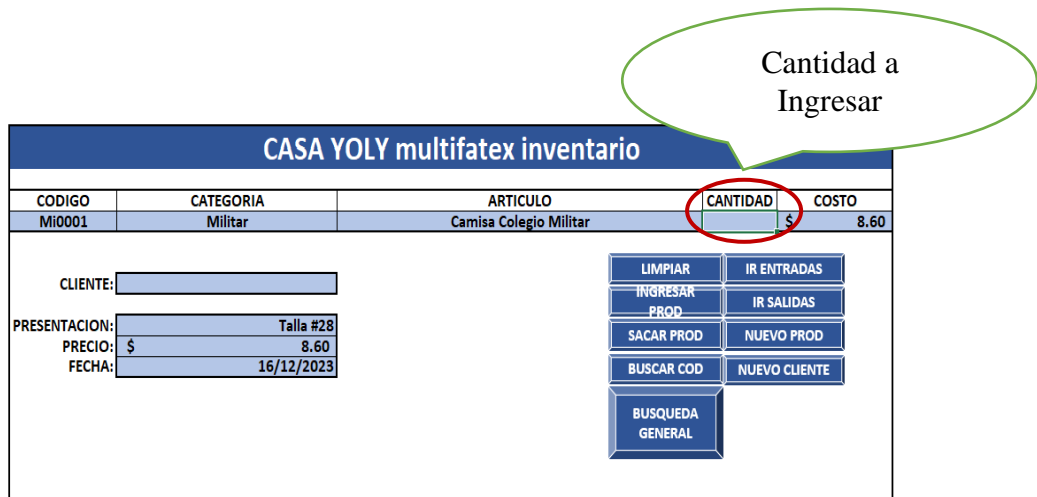 Cantidad a
Ingresar
CASA YOLY multifatex inventario
CODIGO CATEGORIA ARTICULO CANTIDAD COSTO
Mi0001 Militar Camisa Colegio Militar $ 8.60
LIMPIAR IR ENTRADAS
CLIENTE:
INGRESAR
PROD
IR SALIDAS
PRESENTACION: Talla #28
SACAR PROD NUEVO PROD
PRECIO: $ 8.60
FECHA: 16/12/2023
BUSCAR COD NUEVO CLIENTE
BUSQUEDA
GENERAL